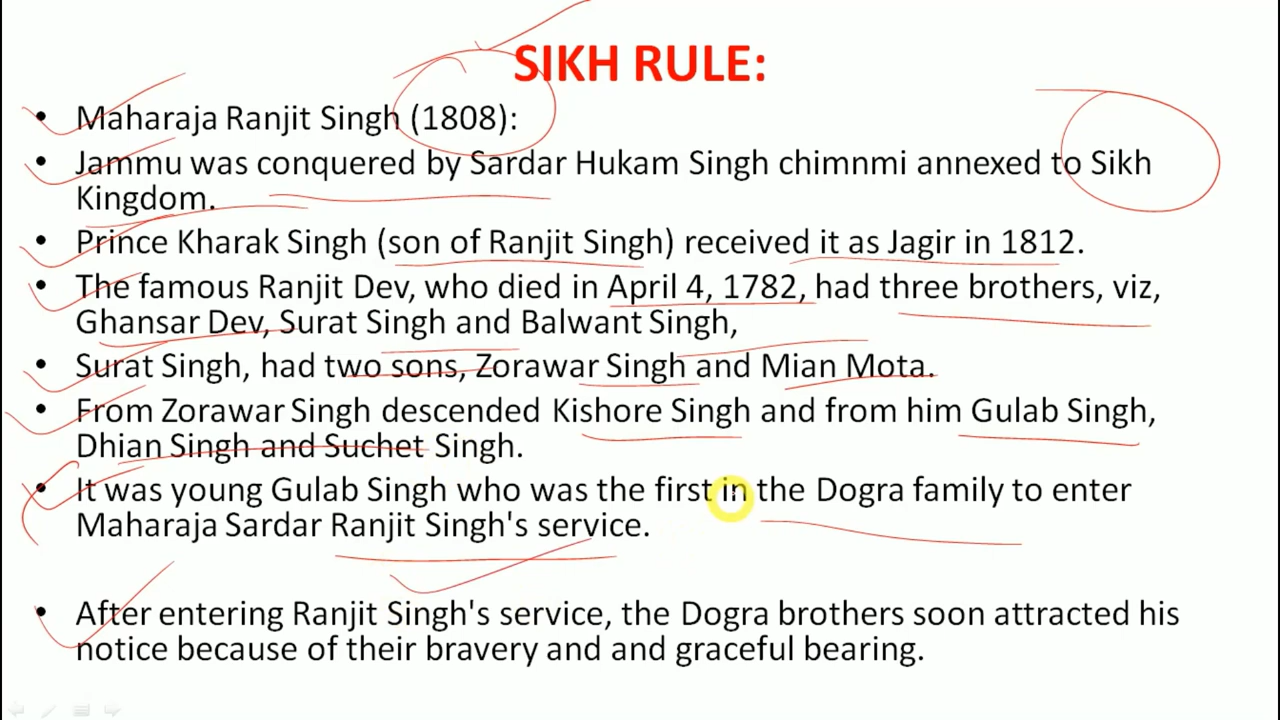 SIKH RULE:
• Maharaja Ranjit Singh (1808):
• Jammu was conquered by Sardar Hukam Singh chimnmi annexed to Sikh
Kingdom.
• Prince Kharak Singh (son of Ranjit Singh) received it as Jagir in 1812.
• The famous Ranjit Dev, who died in April 4, 1782, had three brothers, viz,
Ghansar Dev, Surat Singh and Balwant Singh,
• Surat Singh, had two sons, Zorawar Singh and Mian Mota.
• From Zorawar Singh descended Kishore Singh and from him Gulab Singh,
Dhian Singh and Suchet Singh.
• It was young Gulab Singh who was the first in the Dogra family to enter
Maharaja Sardar Ranjit Singh's service.
• After entering Ranjit Singh's service, the Dogra brothers soon attracted his
notice because of their bravery and and graceful bearing.